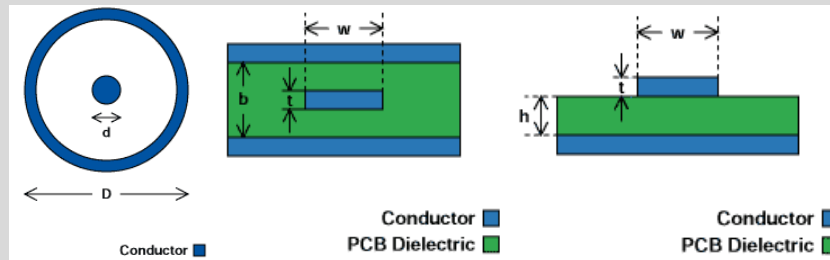 d
D
Conductor
w
b
t
Conductor
PCB Dielectric
w
t
h
Conductor
PCB Dielectric